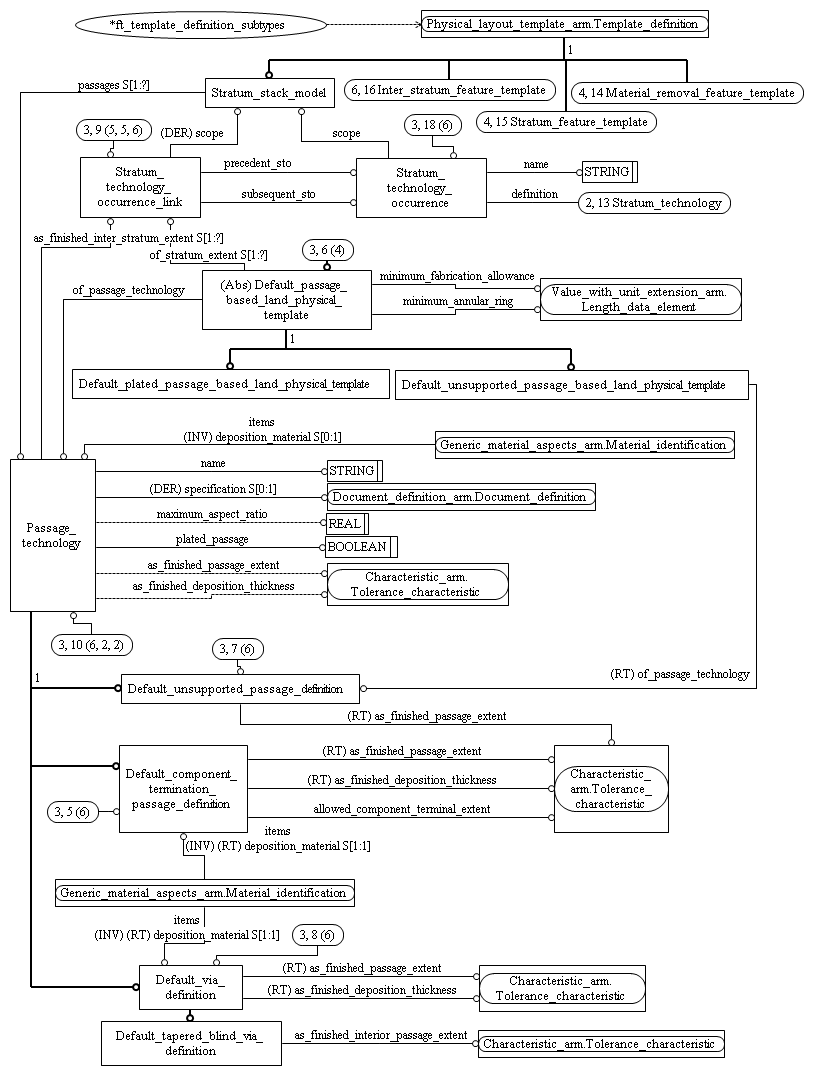 *ft_template_definition_subtypes
Physical_layout_template_arm.Template_definition
1
passages S[1:?]
Stratum_stack_model
6, 16 Inter_stratum_feature_template
4, 14 Material_removal_feature_template
4, 15 Stratum_feature_template
3, 9 (5, 5, 6)
(DER) scope
scope
3, 18 (6)
Stratum_
technology_
occurrence_link
precedent_sto
subsequent_sto
Stratum_
technology_
occurrence
name
STRING
definition
2, 13 Stratum_technology
as_finished_inter_stratum_extent S[1:?]
of_stratum_extent S[1:?]
3, 6 (4)
of_passage_technology
(Abs) Default_passage_
based_land_physical_
template
minimum_fabrication_allowance
minimum_annular_ring
Value_with_unit_extension_arm.
Length_data_element
1
Default_plated_passage_based_land_physical_template
Default_unsupported_passage_based_land_physical_template
items
(INV) deposition_material S[0:1]
Generic_material_aspects_arm.Material_identification
name
STRING
(DER) specification S[0:1]
Document_definition_arm.Document_definition
maximum_aspect_ratio
REAL
Passage_
technology
plated_passage
BOOLEAN
as_finished_passage_extent
as_finished_deposition_thickness
Characteristic_arm.
Tolerance_characteristic
3, 10 (6, 2, 2)
3, 7 (6)
1
(RT) of_passage_technology
Default_unsupported_passage_definition
(RT) as_finished_passage_extent
Default_component_
termination_
passage_definition
(RT) as_finished_passage_extent
(RT) as_finished_deposition_thickness
allowed_component_terminal_extent
Characteristic_
arm.Tolerance_
characteristic
3, 5 (6)
items
(INV) (RT) deposition_material S[1:1]
Generic_material_aspects_arm.Material_identification
items
(INV) (RT) deposition_material S[1:1]
3, 8 (6)
Default_via_
definition
(RT) as_finished_passage_extent
(RT) as_finished_deposition_thickness
Characteristic_arm.
Tolerance_characteristic
Default_tapered_blind_via_
definition
as_finished_interior_passage_extent
Characteristic_arm.Tolerance_characteristic